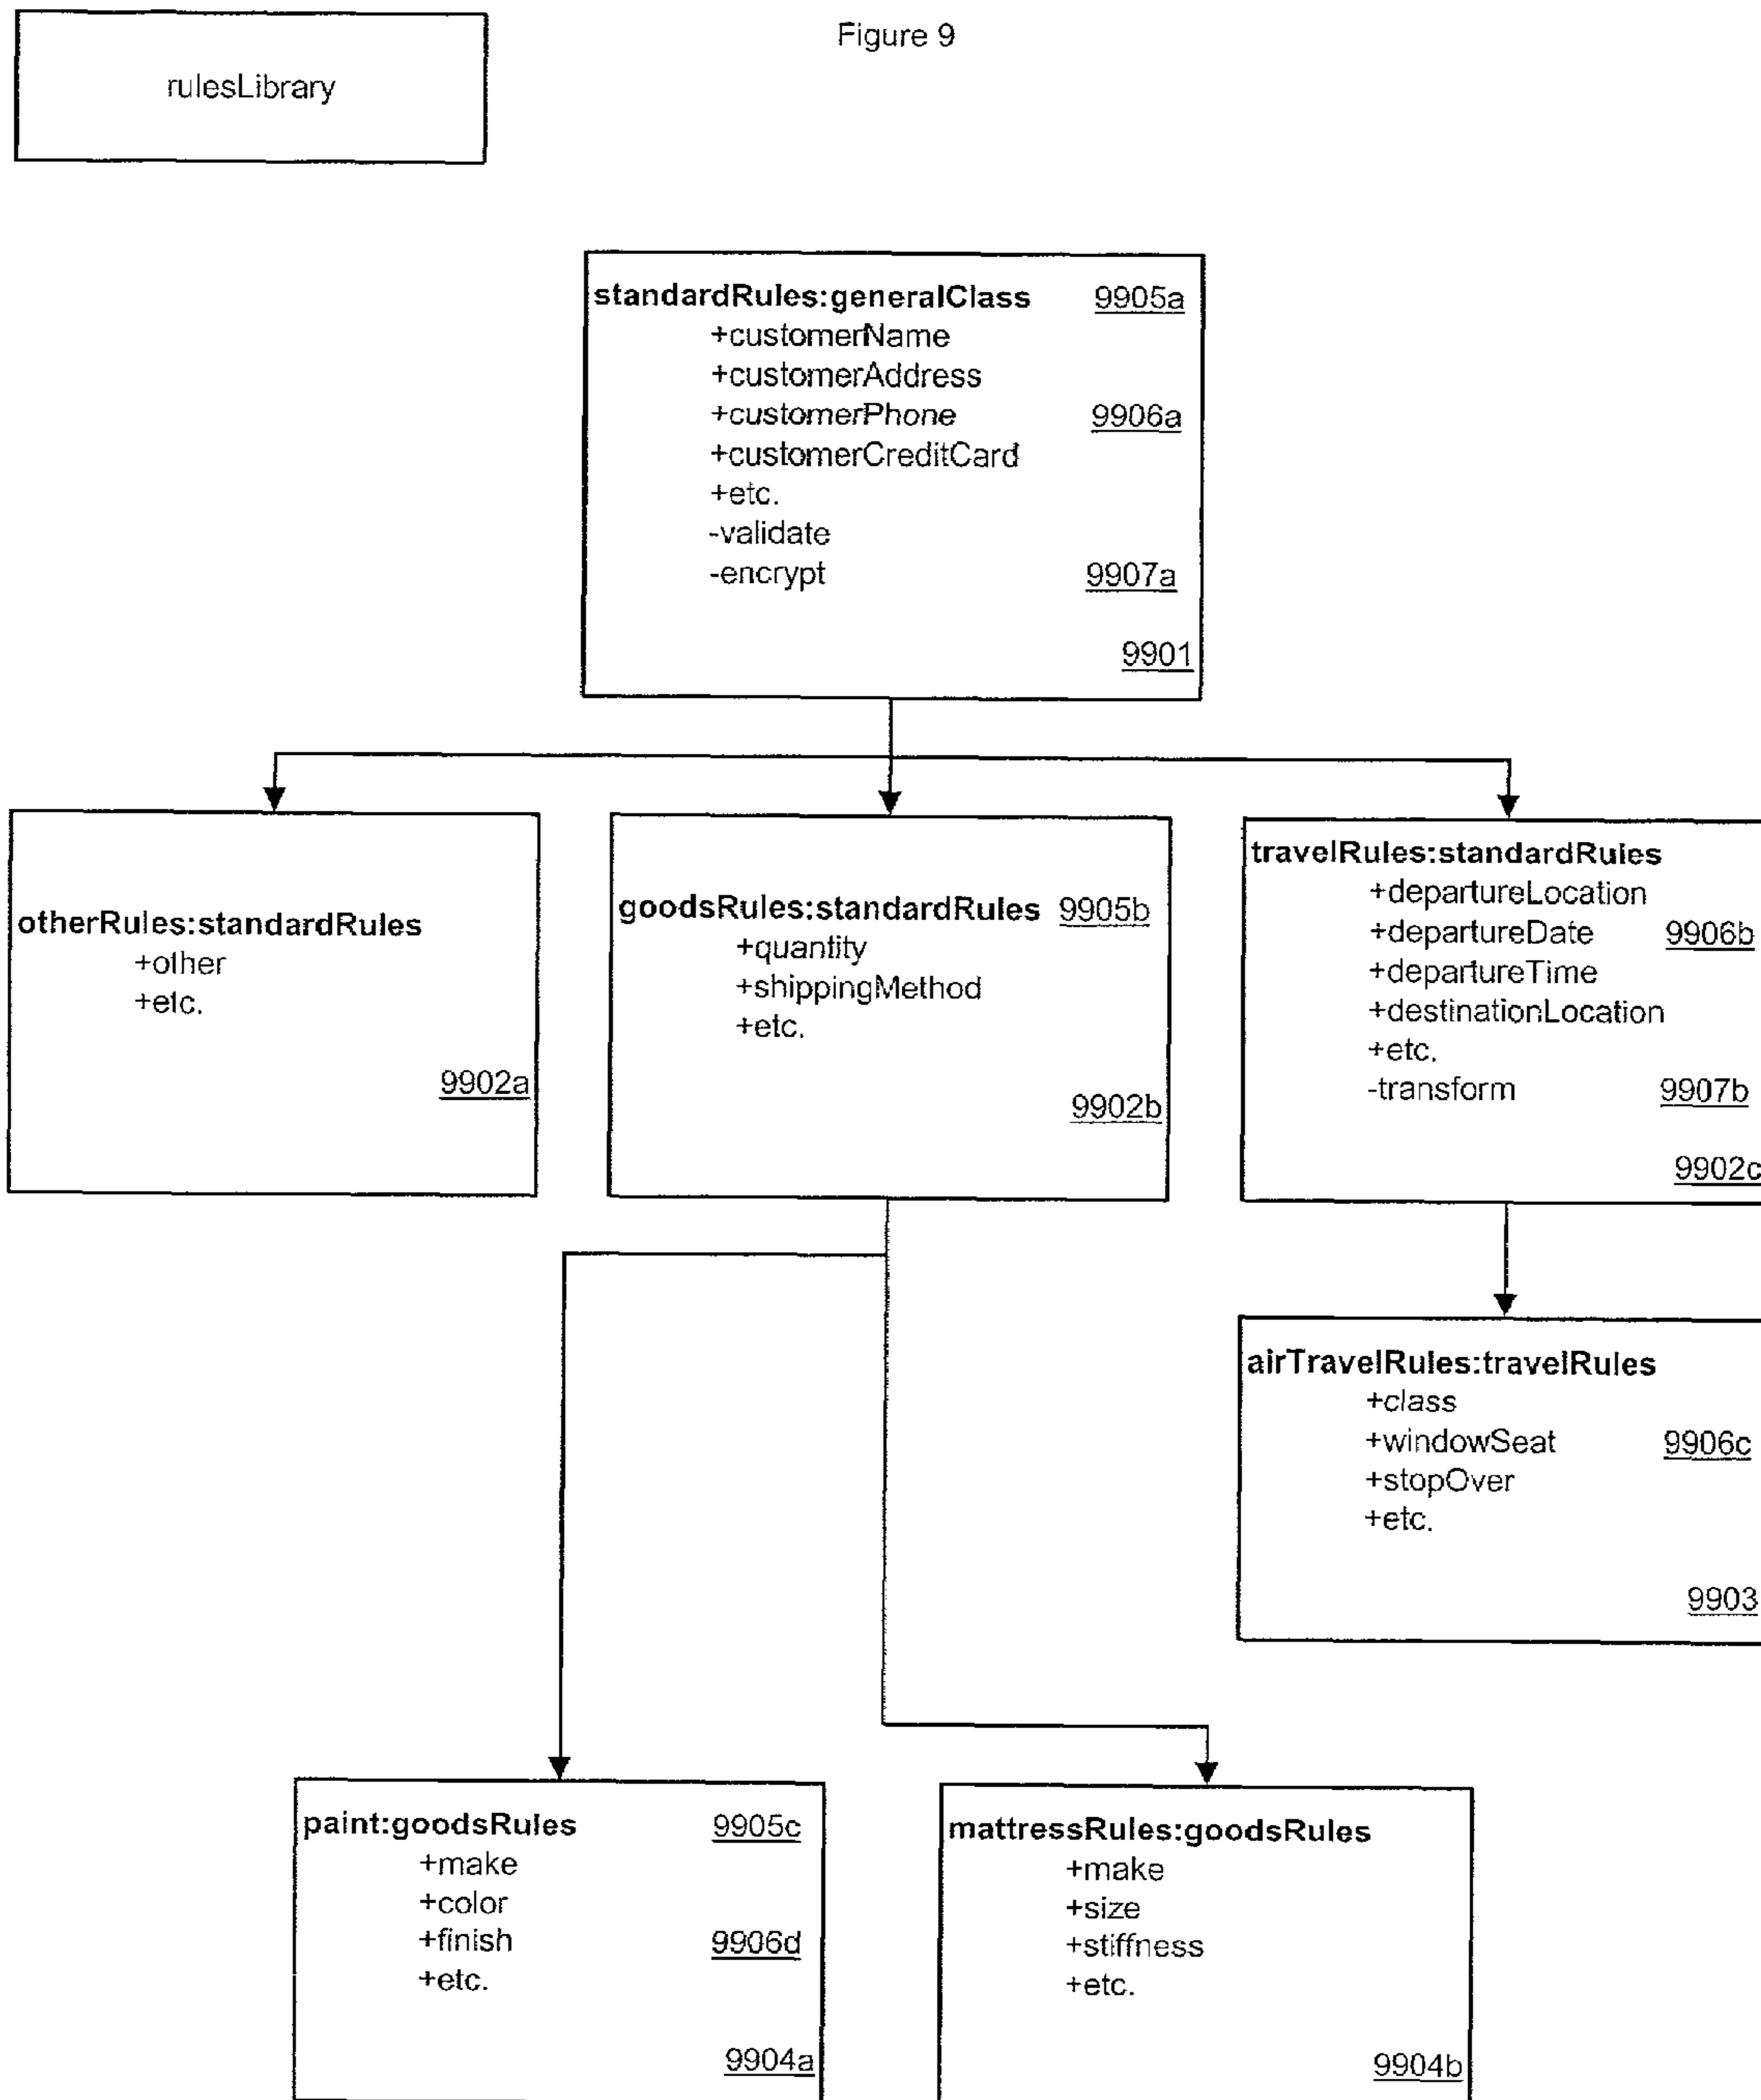 Figure 9
rulesLibrary
standardRules:generalClass 9905a
+customerName
+customerAddress
+customerPhone 9906a
+customerCreditCard
+etc.
-validate
-encrypt 9907a
9901
otherRules:standardRules
+other
+etc.
9902a
goodsRules:standardRules 9905b
+quantity
+shippingMethod
+etc.
9902b
travelRules:standardRules
+departureLocation
+departureDate 9906b
+departureTime
+destinationLocation
+etc.
-transform 9907b
9902c
airTravelRules:travelRules
+class
+windowSeat 9906c
+stopOver
+etc.
9903
paint:goodsRules 9905c
+make
+color
+finish 9906d
+etc.
9904a
mattressRules:goodsRules
+make
+size
+stiffness
+etc.
9904b